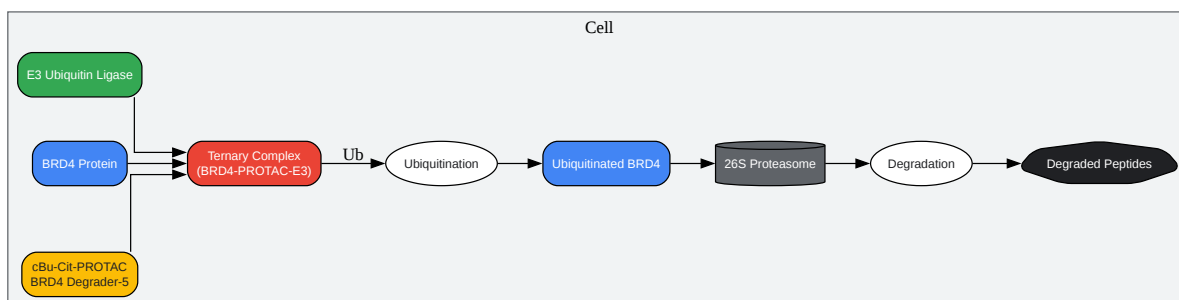 Cell
E3 Ubiquitin Ligase
BRD4 Protein
Ternary Complex
(BRD4-PROTAC-E3)
Ub
Ubiquitination
Ubiquitinated BRD4
26S Proteasome
Degradation
Degraded Peptides
cBu-Cit-PROTAC
BRD4 Degrader-5